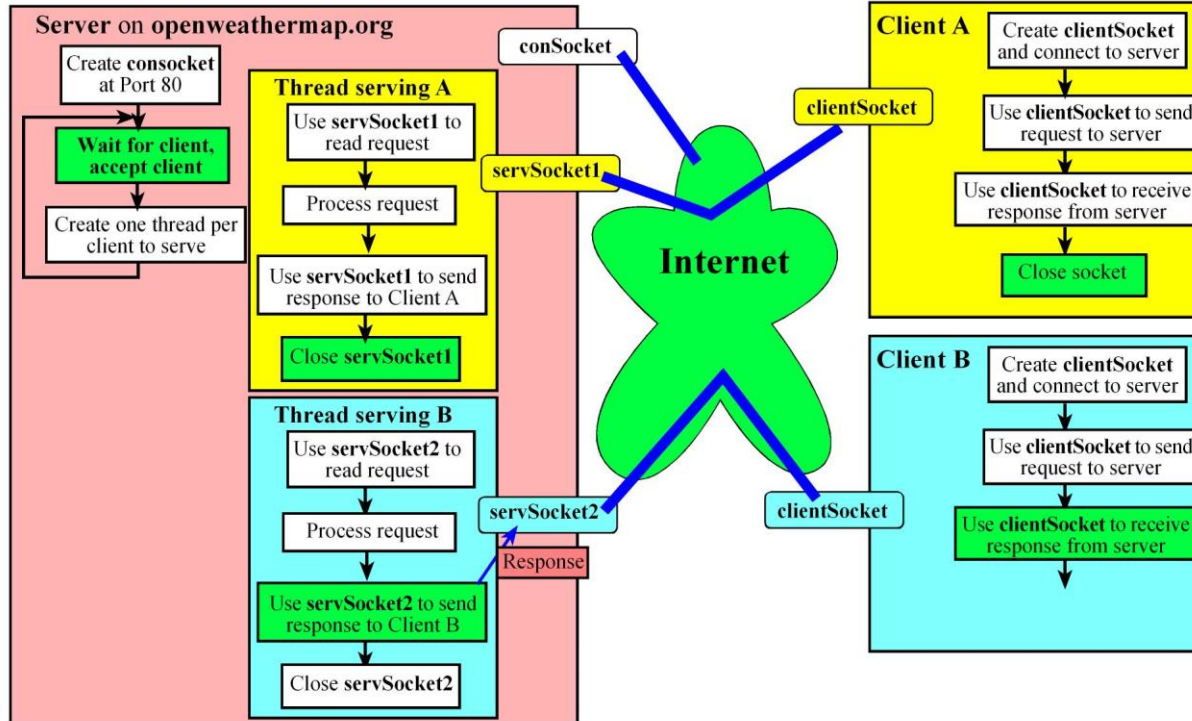 Server on openweathermap.org
Create consocket
at Port 80
Wait for client,
accept client
Create one thread per
client to serve
Thread serving A
Use servSocket1 to
read request
Process request
Use servSocket1 to send
response to Client A
Close servSocket1
Thread serving B
Use servSocket2 to
read request
Process request
Use servSocket2 to send
response to Client B
Close servSocket2
conSocket
clientSocket
servSocket1
Internet
servSocket2
clientSocket
Response
Client A
Create clientSocket
and connect to server
Use clientSocket to send
request to server
Use clientSocket to receive
response from server
Close socket
Client B
Create clientSocket
and connect to server
Use clientSocket to send
request to server
Use clientSocket to receive
response from server